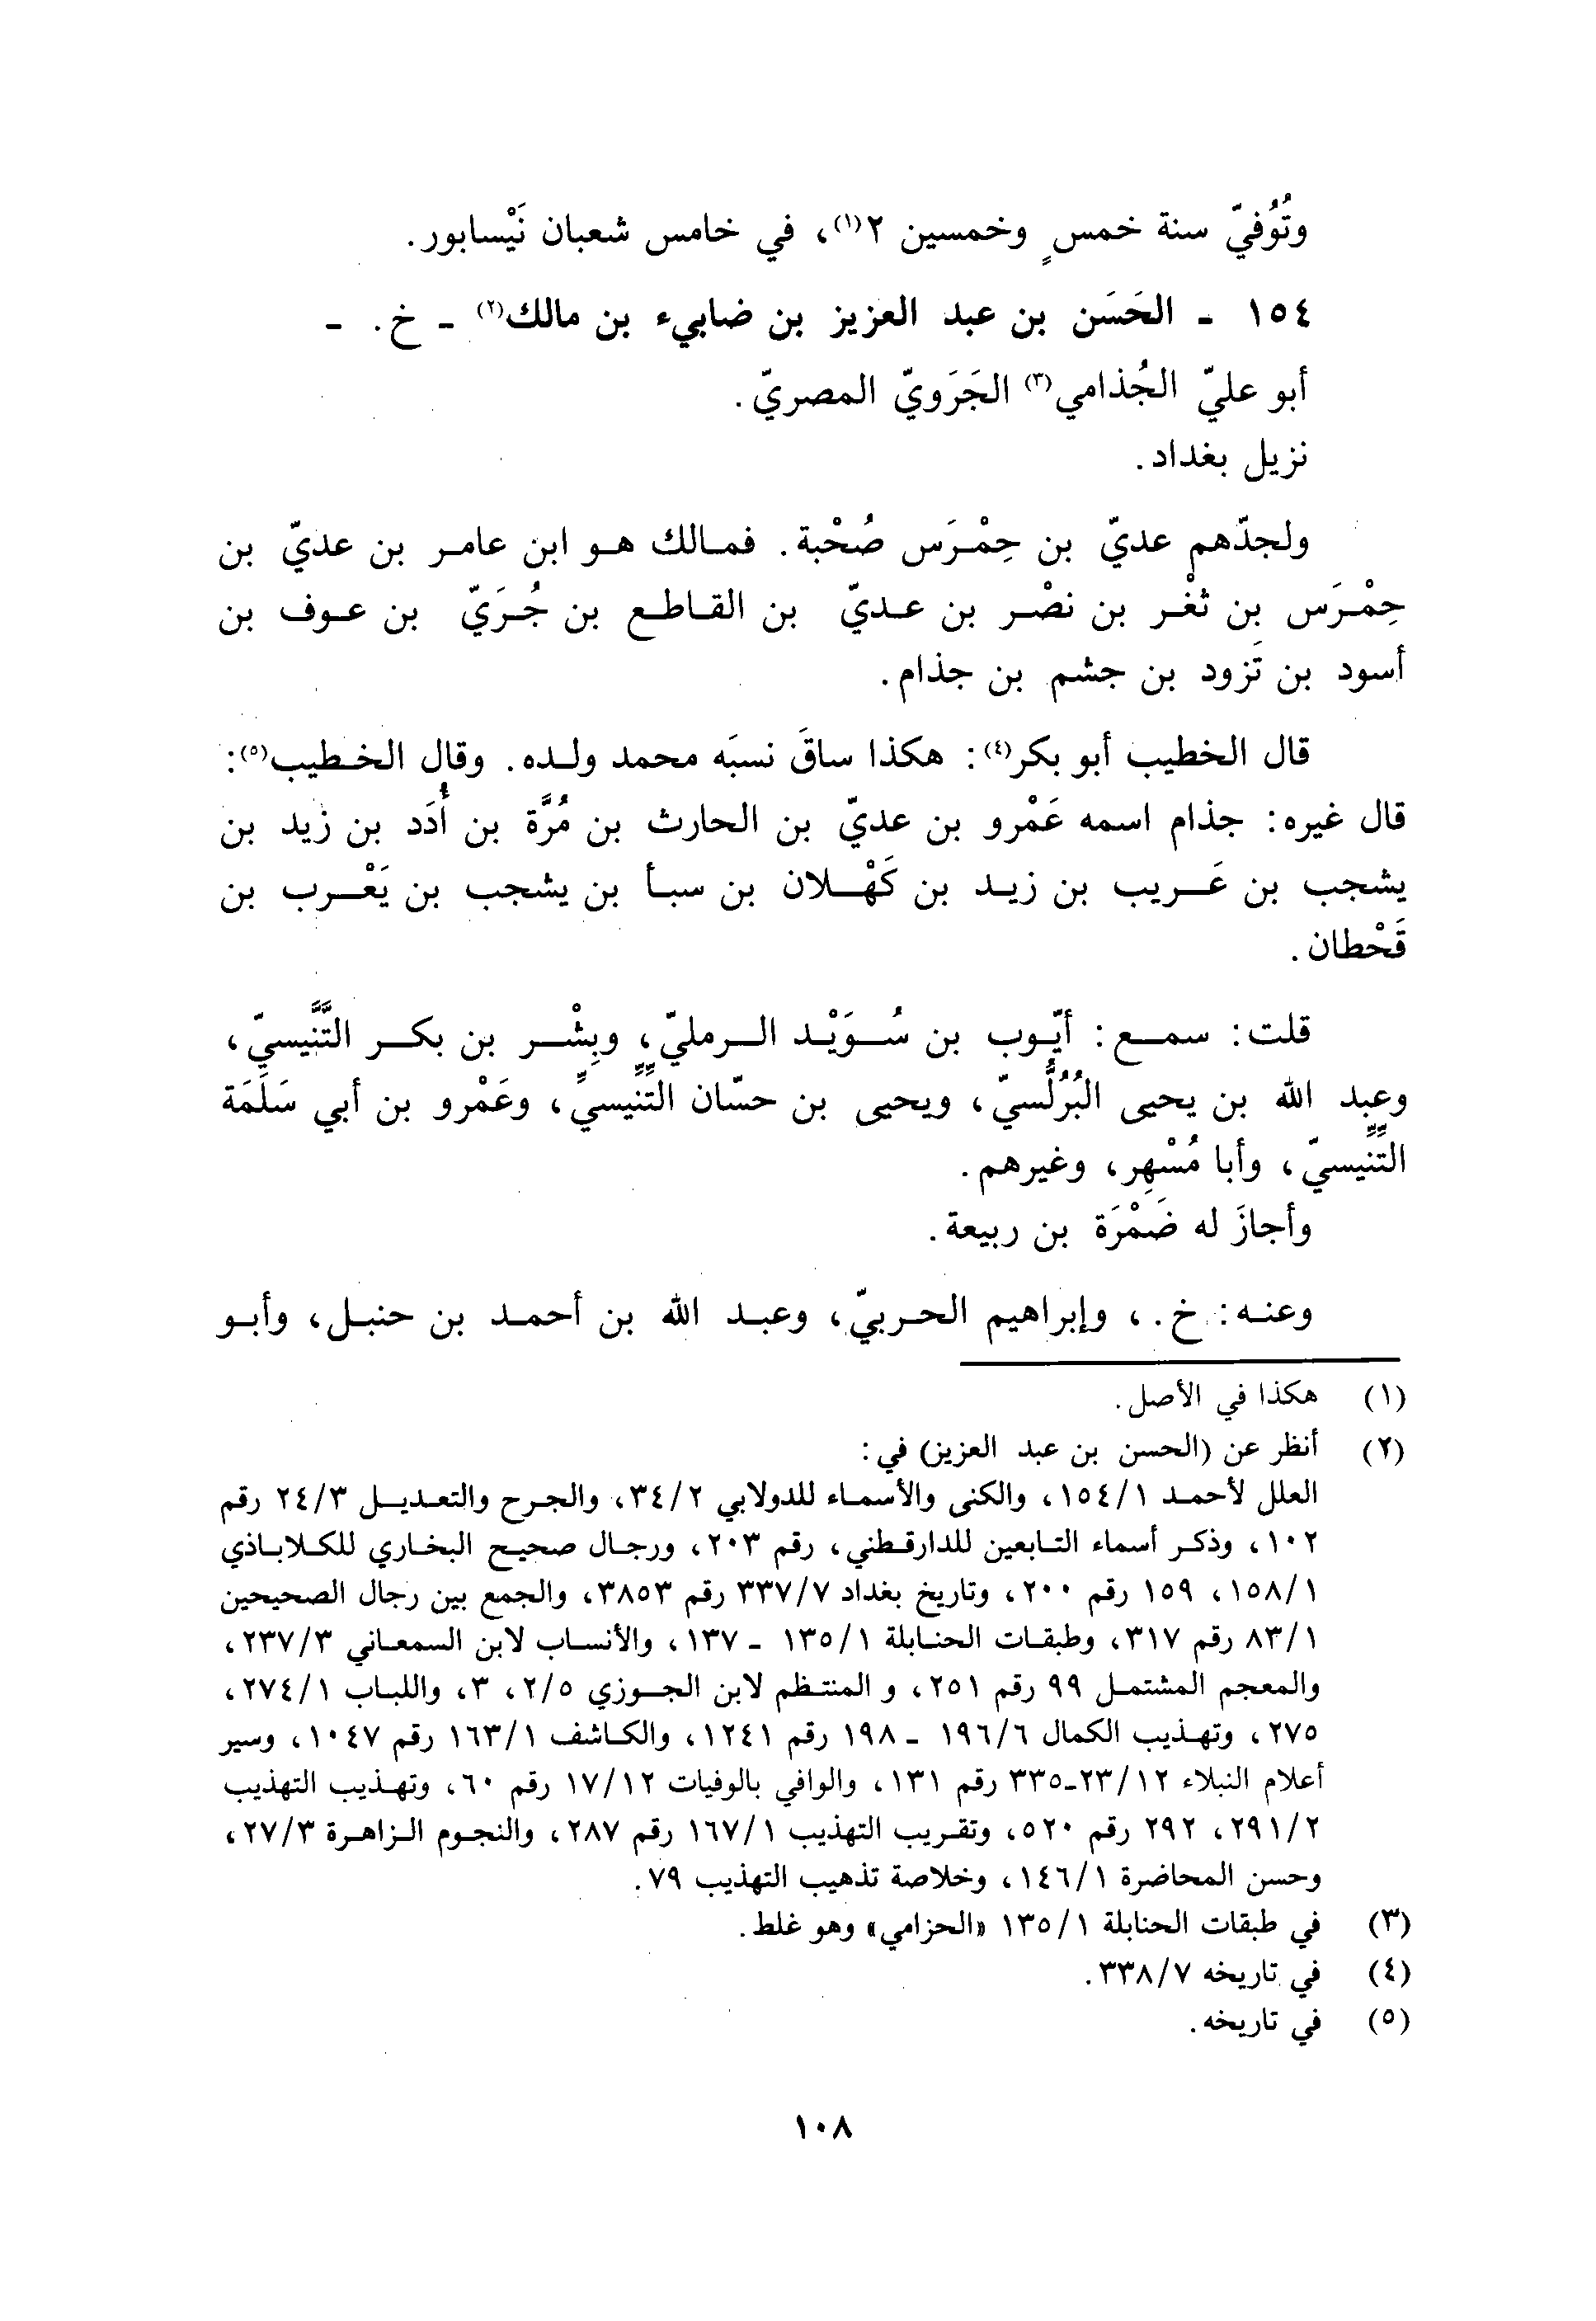 وتُوُفيّ سنة خمسٍ وخمسين ٢(١)، في خامس شعبان نَيْسابور.
١٥٤ - الحَسَن بن عبد العزيز بن ضابيء بن مالك(٢) - خ. -
أبو عليّ الجُذامي(٣) الجَرَويّ المصريّ.
نزيل بغداد.
ولجدّهم عديّ بن حِمْرَس صُحْبة. فمالك هو ابن عامر بن عديّ بن
حِمْرَس بن ثغْر بن نصْر بن عديّ بن القاطع بن جُرَيّ بن عوف بن
أسود بن تَزود بن جشم بن جذام.
قال الخطيب أبو بكر(٤): هكذا ساقَ نسبَه محمد ولده. وقال الخطيب(٥):
قال غيره: جذام اسمه عَمْرو بن عديّ بن الحارث بن مُرَّة بن أُدَد بن زيد بن
يشجب بن عَريب بن زيد بن كَهْلان بن سبأ بن يشجب بن يَعْرب بن
قَحْطان.
قلت: سمع: أيّوب بن سُوَيْد الرمليّ، وبِشْر بن بكر التَّنَّيسيّ،
وعبد الله بن يحيى البُرُلُّسيّ، ويحيى بن حسّان التِّنِّيسيّ، وعَمْرو بن أبي سَلَمَة
التِّنِّيسيّ، وأبا مُسْهِر، وغيرهم.
وأجازَ له ضَمْرَة بن ربيعة.
وعنه: خ.، وإبراهيم الحربيّ، وعبد الله بن أحمد بن حنبل، وأبو
(١) هكذا في الأصل.
(٢) أنظر عن (الحسن بن عبد العزيز) في:
العلل لأحمد ١٥٤/١، والكنى والأسماء للدولابي ٣٤/٢، والجرح والتعديل ٢٤/٣ رقم
١٠٢، وذكر أسماء التابعين للدارقطني، رقم ٢٠٣، ورجال صحيح البخاري للكلاباذي
١٥٨/١، ١٥٩ رقم ٢٠٠، وتاريخ بغداد ٣٣٧/٧ رقم ٣٨٥٣، والجمع بين رجال الصحيحين
٨٣/١ رقم ٣١٧، وطبقات الحنابلة ١٣٥/١ - ١٣٧، والأنساب لابن السمعاني ٢٣٧/٣،
والمعجم المشتمل ٩٩ رقم ٢٥١، و المنتظم لابن الجوزي ٢/٥، ٣، واللباب ٢٧٤/١،
٢٧٥، وتهذيب الكمال ١٩٦/٦ - ١٩٨ رقم ١٢٤١، والكاشف ١٦٣/١ رقم ١٠٤٧، وسير
أعلام النبلاء ٢٣/١٢-٣٣٥ رقم ١٣١، والوافي بالوفيات ١٧/١٢ رقم ٦٠، وتهذيب التهذيب
٢٩١/٢، ٢٩٢ رقم ٥٢٠، وتقريب التهذيب ١٦٧/١ رقم ٢٨٧، والنجوم الزاهرة ٢٧/٣،
وحسن المحاضرة ١٤٦/١، وخلاصة تذهيب التهذيب ٧٩.
(٣) في طبقات الحنابلة ١٣٥/١ «الحزامي» وهو غلط.
(٤) في تاريخه ٣٣٨/٧.
(٥) في تاريخه.
١٠٨